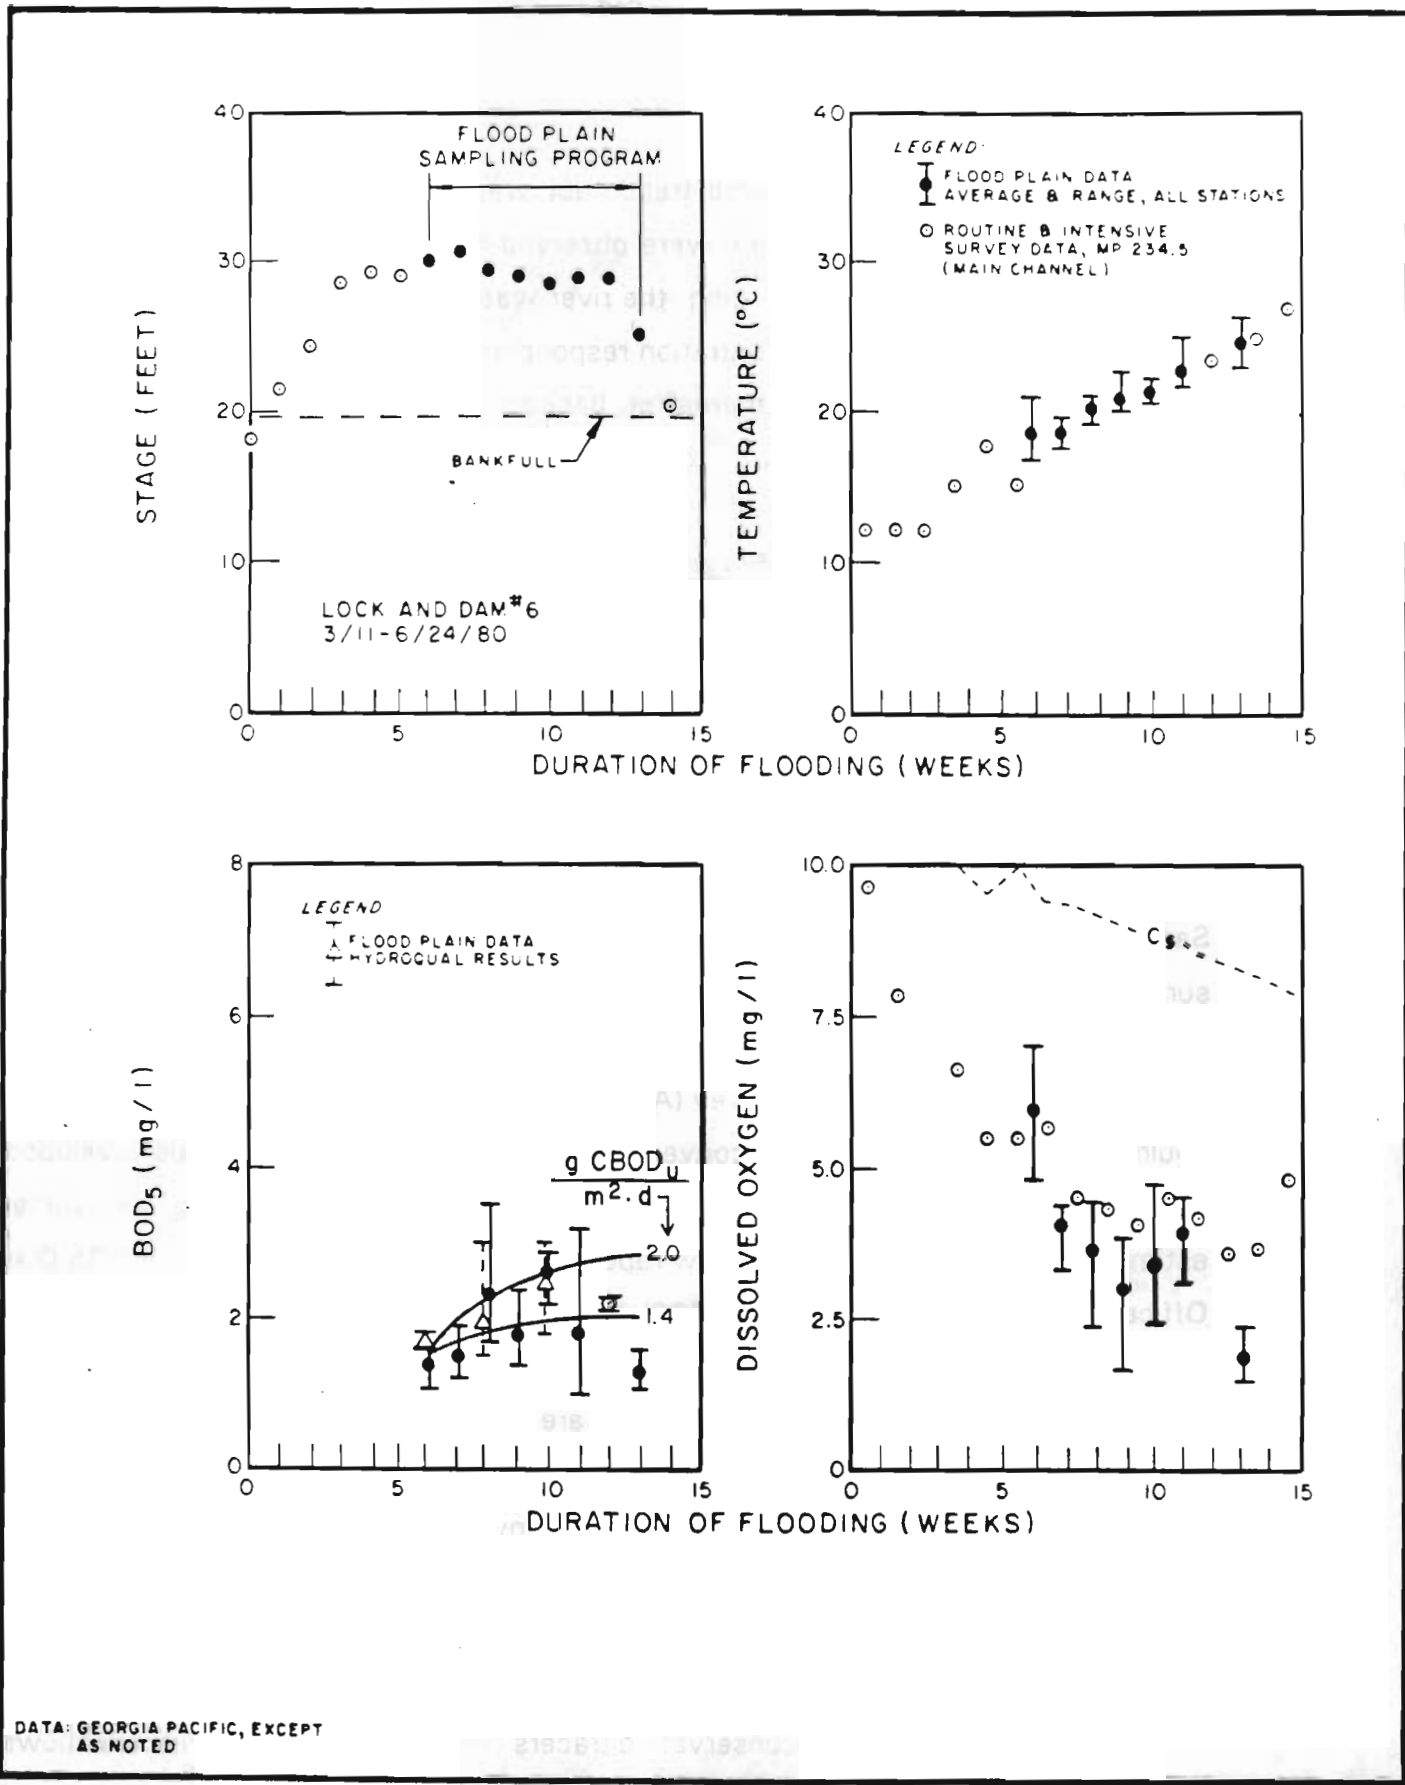 40
30
20
10
0
STAGE (FEET)
FLOOD PLAIN
SAMPLING PROGRAM
BANKFULL
LOCK AND DAM #6
3/11-6/24/80
0 5 10 15
40
30
20
10
0
TEMPERATURE (°C)
LEGEND:
FLOOD PLAIN DATA
AVERAGE & RANGE, ALL STATIONS
ROUTINE & INTENSIVE
SURVEY DATA, MP 234.5
(MAIN CHANNEL)
0 5 10 15
DURATION OF FLOODING (WEEKS)
8
6
4
2
0
BOD5 (mg/l)
LEGEND
FLOOD PLAIN DATA
HYDROQUAL RESULTS
g CBODu
m2.d
2.0
1.4
0 5 10 15
10.0
7.5
5.0
2.5
0
DISSOLVED OXYGEN (mg/l)
Cs
0 5 10 15
DURATION OF FLOODING (WEEKS)
DATA: GEORGIA PACIFIC, EXCEPT
AS NOTED